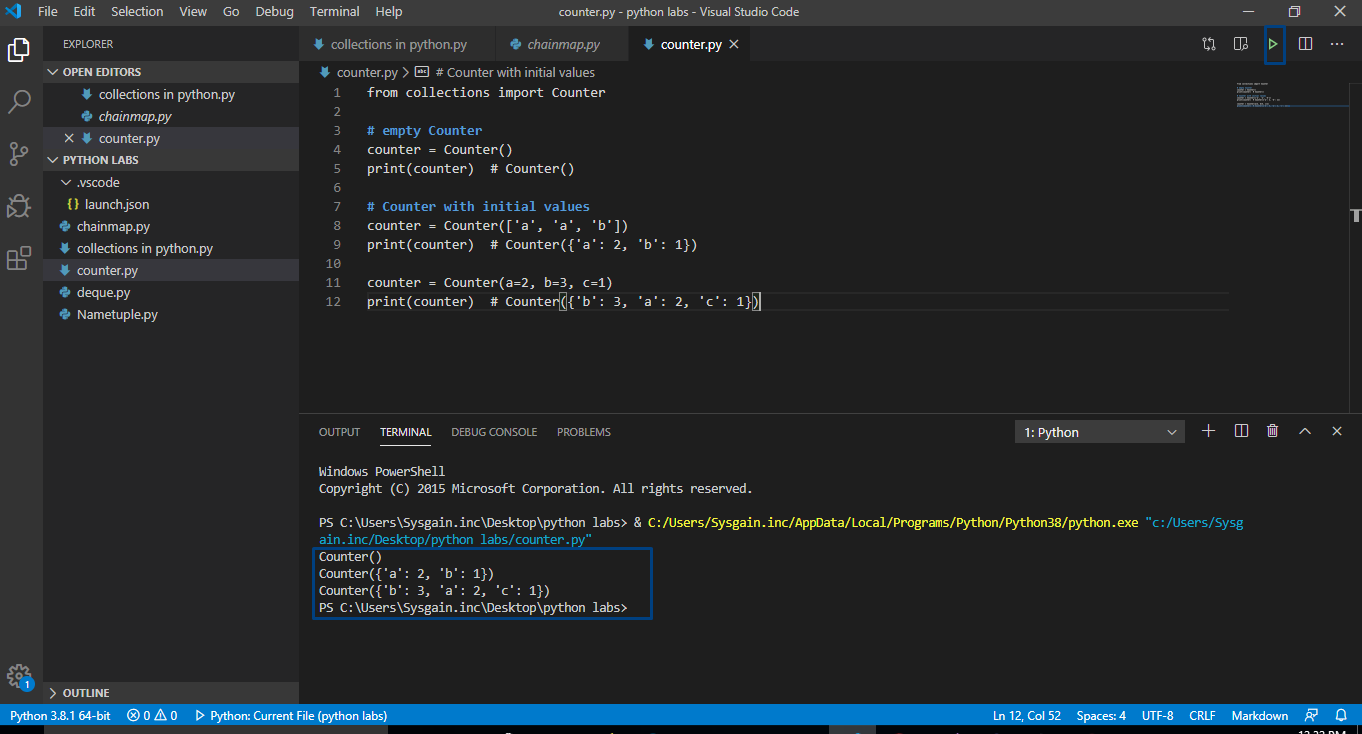 File Edit Selection View Go Debug Terminal Help counter.py - python labs - Visual Studio Code
EXPLORER
OPEN EDITORS
collections in python.py
chainmap.py
counter.py
PYTHON LABS
.vscode
{} launch.json
chainmap.py
collections in python.py
counter.py
deque.py
Nametuple.py
OUTLINE
1
collections in python.py chainmap.py counter.py
counter.py > abc # Counter with initial values
1 from collections import Counter
2
3 # empty Counter
4 counter = Counter()
5 print(counter)  # Counter()
6
7 # Counter with initial values
8 counter = Counter(['a', 'a', 'b'])
9 print(counter)  # Counter({'a': 2, 'b': 1})
10
11 counter = Counter(a=2, b=3, c=1)
12 print(counter)  # Counter({'b': 3, 'a': 2, 'c': 1})
OUTPUT TERMINAL DEBUG CONSOLE PROBLEMS 1: Python
Windows PowerShell
Copyright (C) 2015 Microsoft Corporation. All rights reserved.
PS C:\Users\Sysgain.inc\Desktop\python labs> & C:/Users/Sysgain.inc/AppData/Local/Programs/Python/Python38/python.exe "c:/Users/Sysg
ain.inc/Desktop/python labs/counter.py"
Counter()
Counter({'a': 2, 'b': 1})
Counter({'b': 3, 'a': 2, 'c': 1})
PS C:\Users\Sysgain.inc\Desktop\python labs>
Python 3.8.1 64-bit 0 0 Python: Current File (python labs) Ln 12, Col 52 Spaces: 4 UTF-8 CRLF Markdown